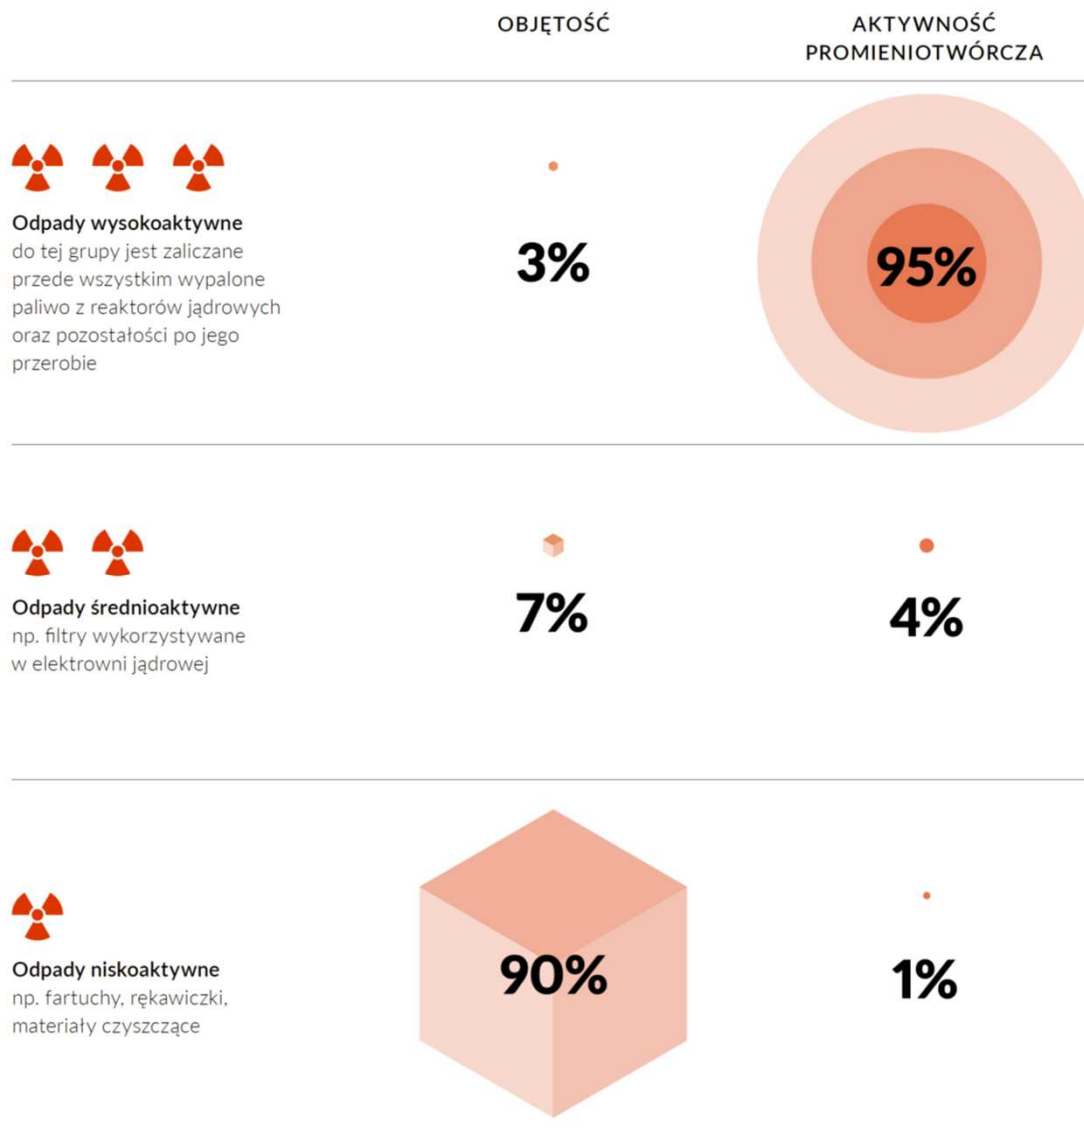 OBJĘTOŚĆ
AKTYWNOŚĆ
PROMIENIOTWÓRCZA
Odpady wysokoaktywne
do tej grupy jest zaliczane
przede wszystkim wypalone
paliwo z reaktorów jądrowych
oraz pozostałości po jego
przerobie
3%
95%
Odpady średnioaktywne
np. filtry wykorzystywane
w elektrowni jądrowej
7%
4%
Odpady niskoaktywne
np. fartuchy, rękawiczki,
materiały czyszczące
90%
1%